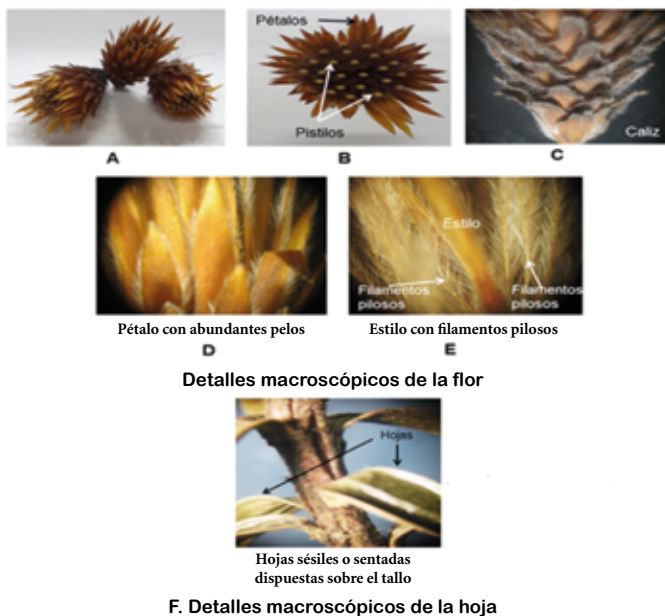 Pétalos
Pistilos
Caliz
A
B
C
Estilo
Filamentos
pilosos
Filamentos
pilosos
Pétalo con abundantes pelos
Estilo con filamentos pilosos
D
E
Detalles macroscópicos de la flor
Hojas
Hojas sésiles o sentadas
dispuestas sobre el tallo
F. Detalles macroscópicos de la hoja